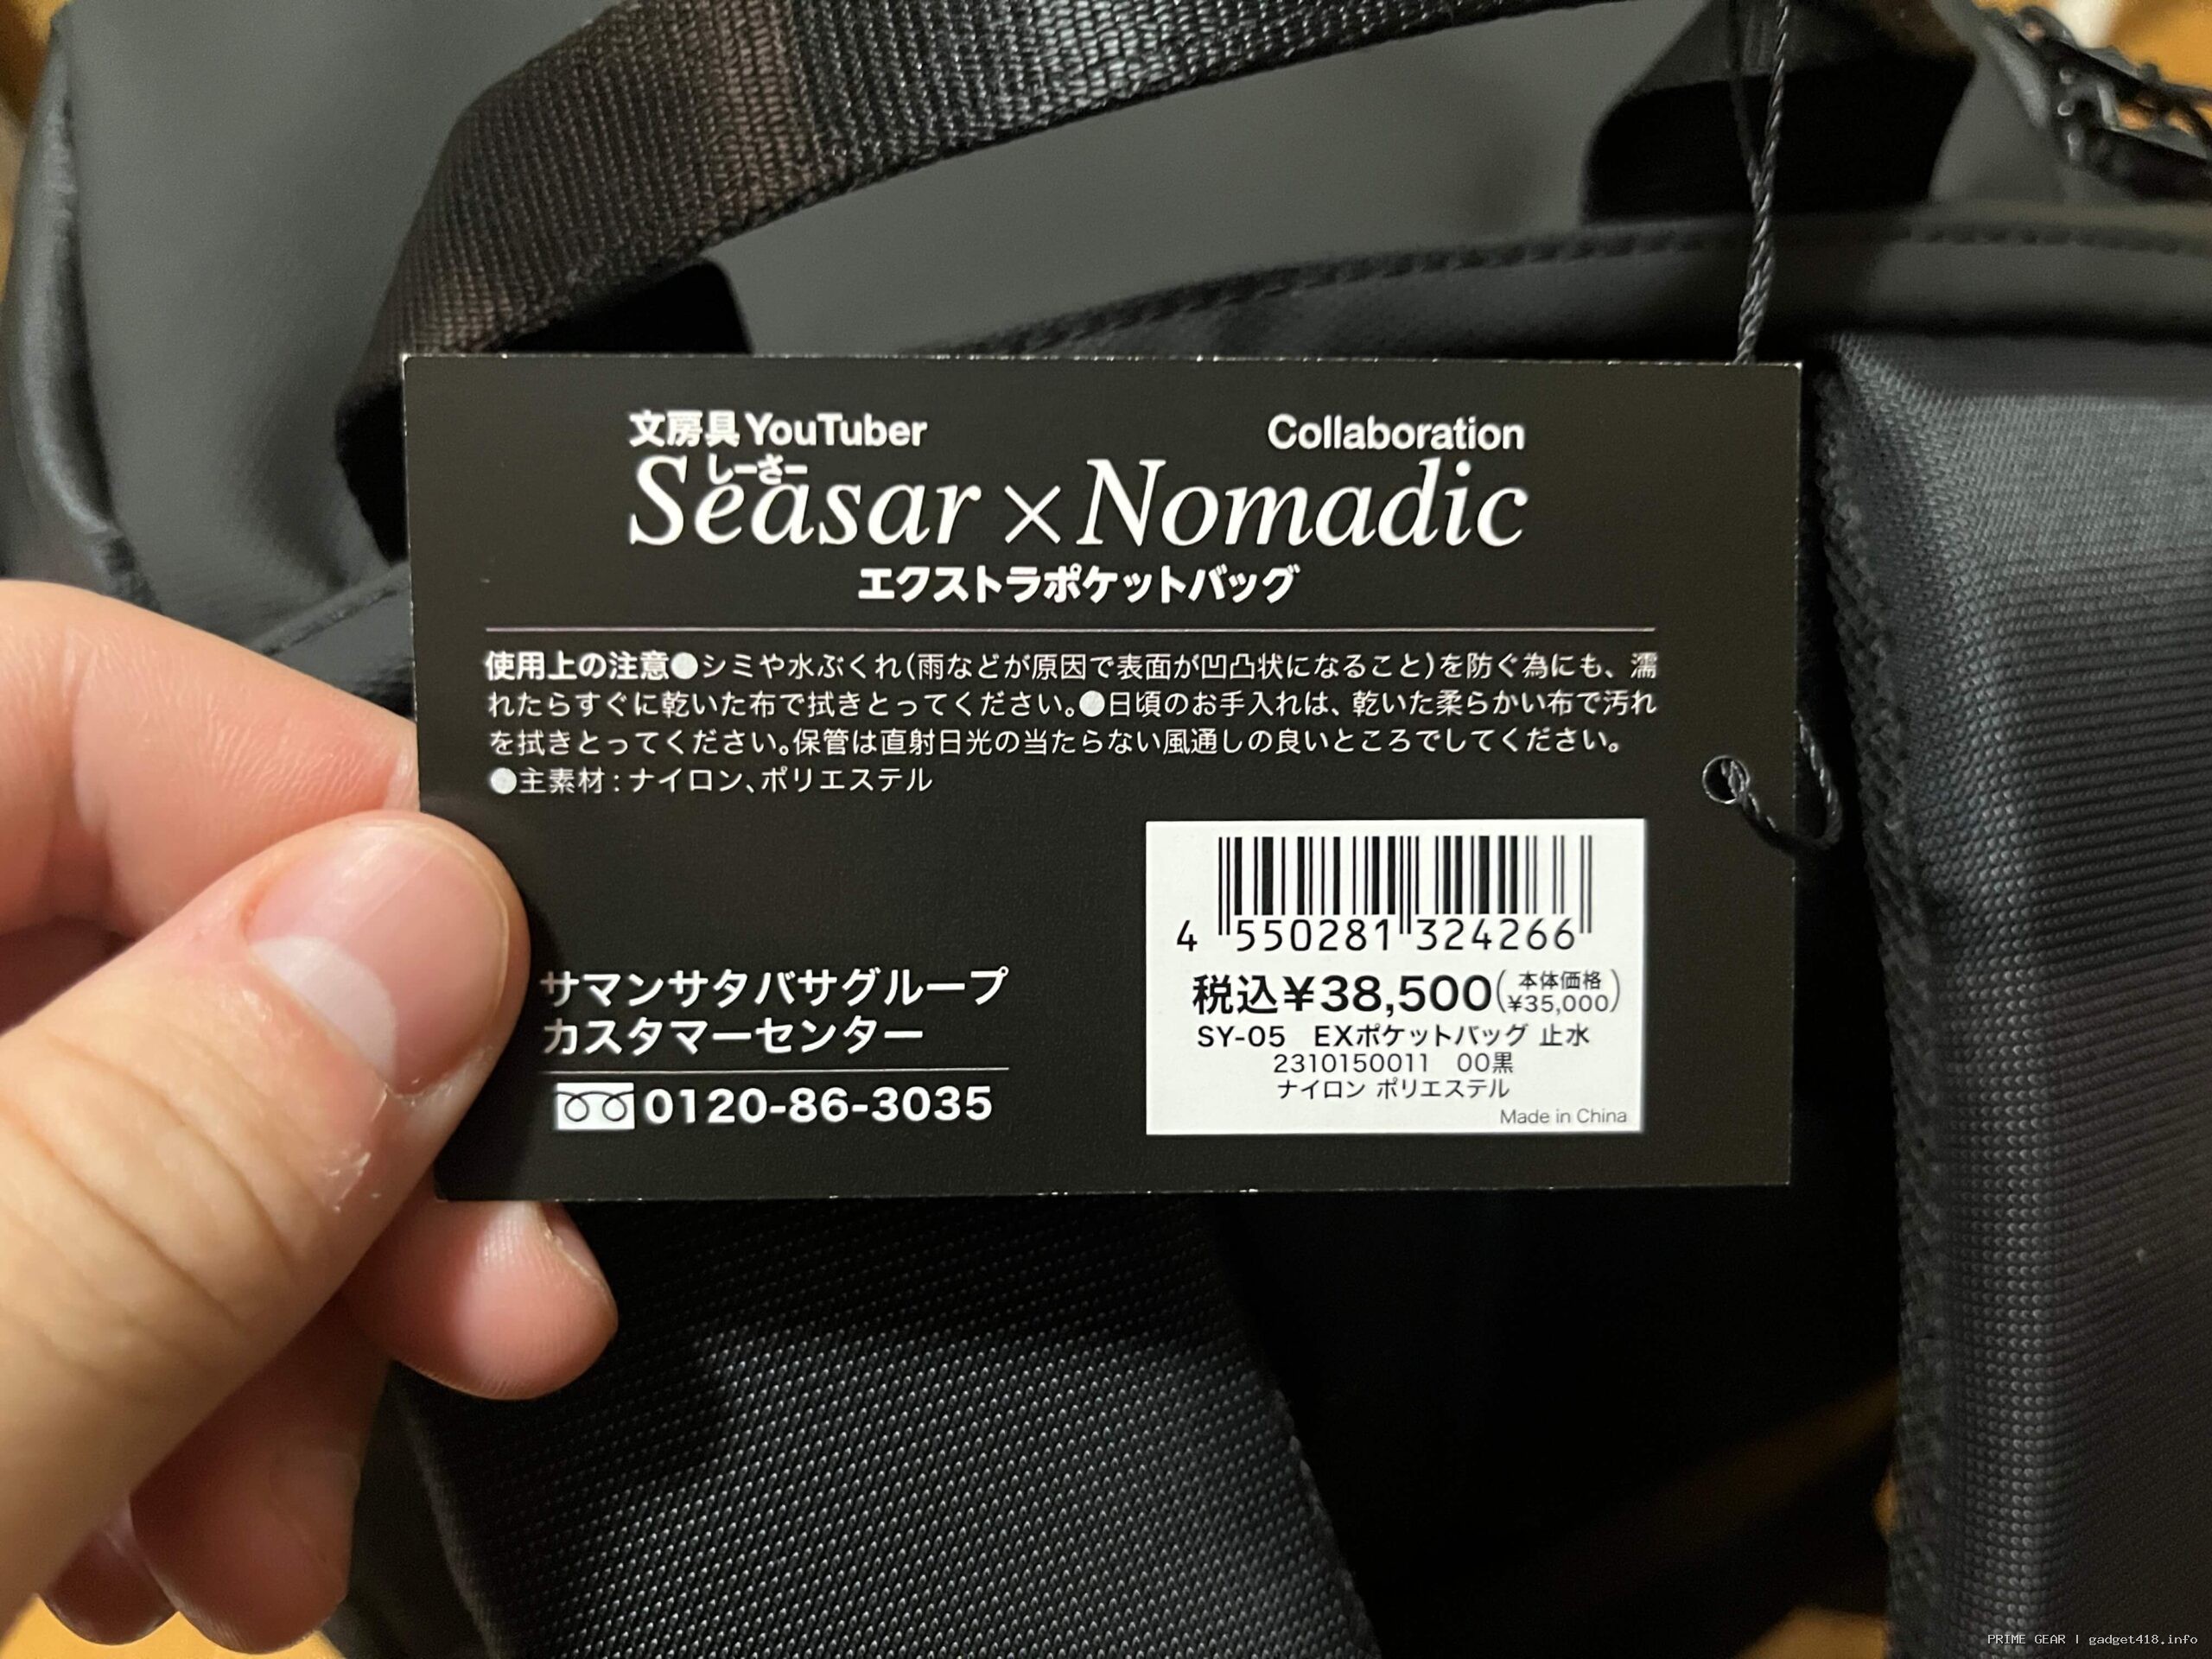 文房具YouTuber Collaboration
しーさー
Seasar×Nomadic
エクストラポケットバッグ
使用上の注意●シミや水ぶくれ(雨などが原因で表面が凹凸状になること)を防ぐ為にも、濡
れたらすぐに乾いた布で拭きとってください。●日頃のお手入れは、乾いた柔らかい布で汚れ
を拭きとってください。保管は直射日光の当たらない風通しの良いところでしてください。
●主素材:ナイロン、ポリエステル
サマンサタバサグループ
カスタマーセンター
0120-86-3035
4 550281 324266
税込¥38,500(本体価格 ¥35,000)
SY-05 EXポケットバッグ 止水
2310150011 00黒
ナイロン ポリエステル
Made in China
PRIME GEAR | gadget418.info